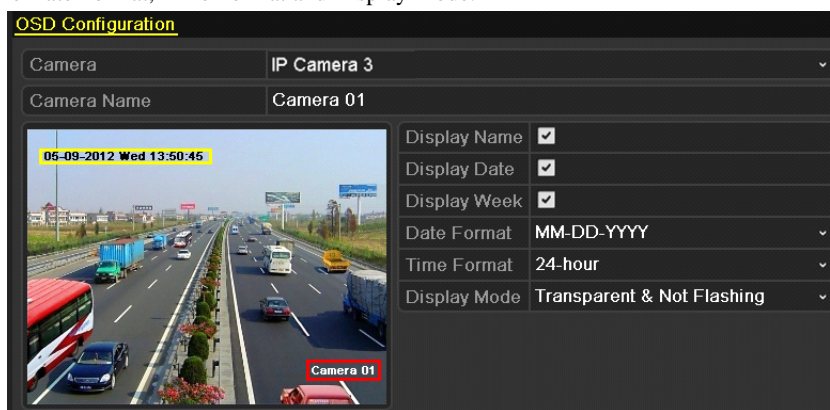 OSD Configuration
Camera IP Camera 3
Camera Name Camera 01
05-09-2012 Wed 13:50:45
Camera 01
Display Name
Display Date
Display Week
Date Format MM-DD-YYYY
Time Format 24-hour
Display Mode Transparent & Not Flashing